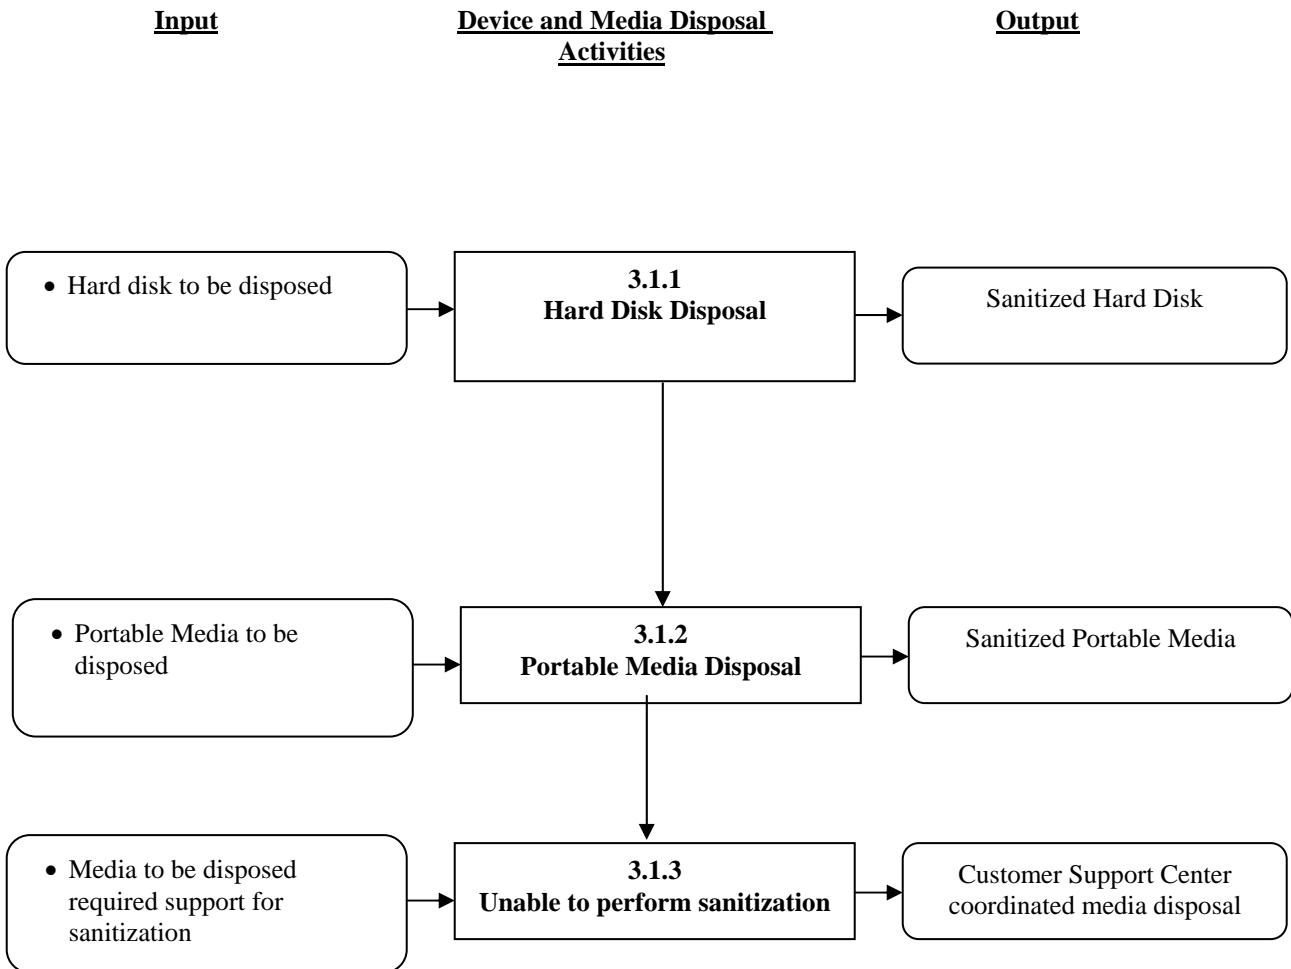 Input
Device and Media Disposal
Activities
Output
• Hard disk to be disposed
3.1.1
Hard Disk Disposal
Sanitized Hard Disk
• Portable Media to be
disposed
3.1.2
Portable Media Disposal
Sanitized Portable Media
• Media to be disposed
required support for
sanitization
3.1.3
Unable to perform sanitization
Customer Support Center
coordinated media disposal